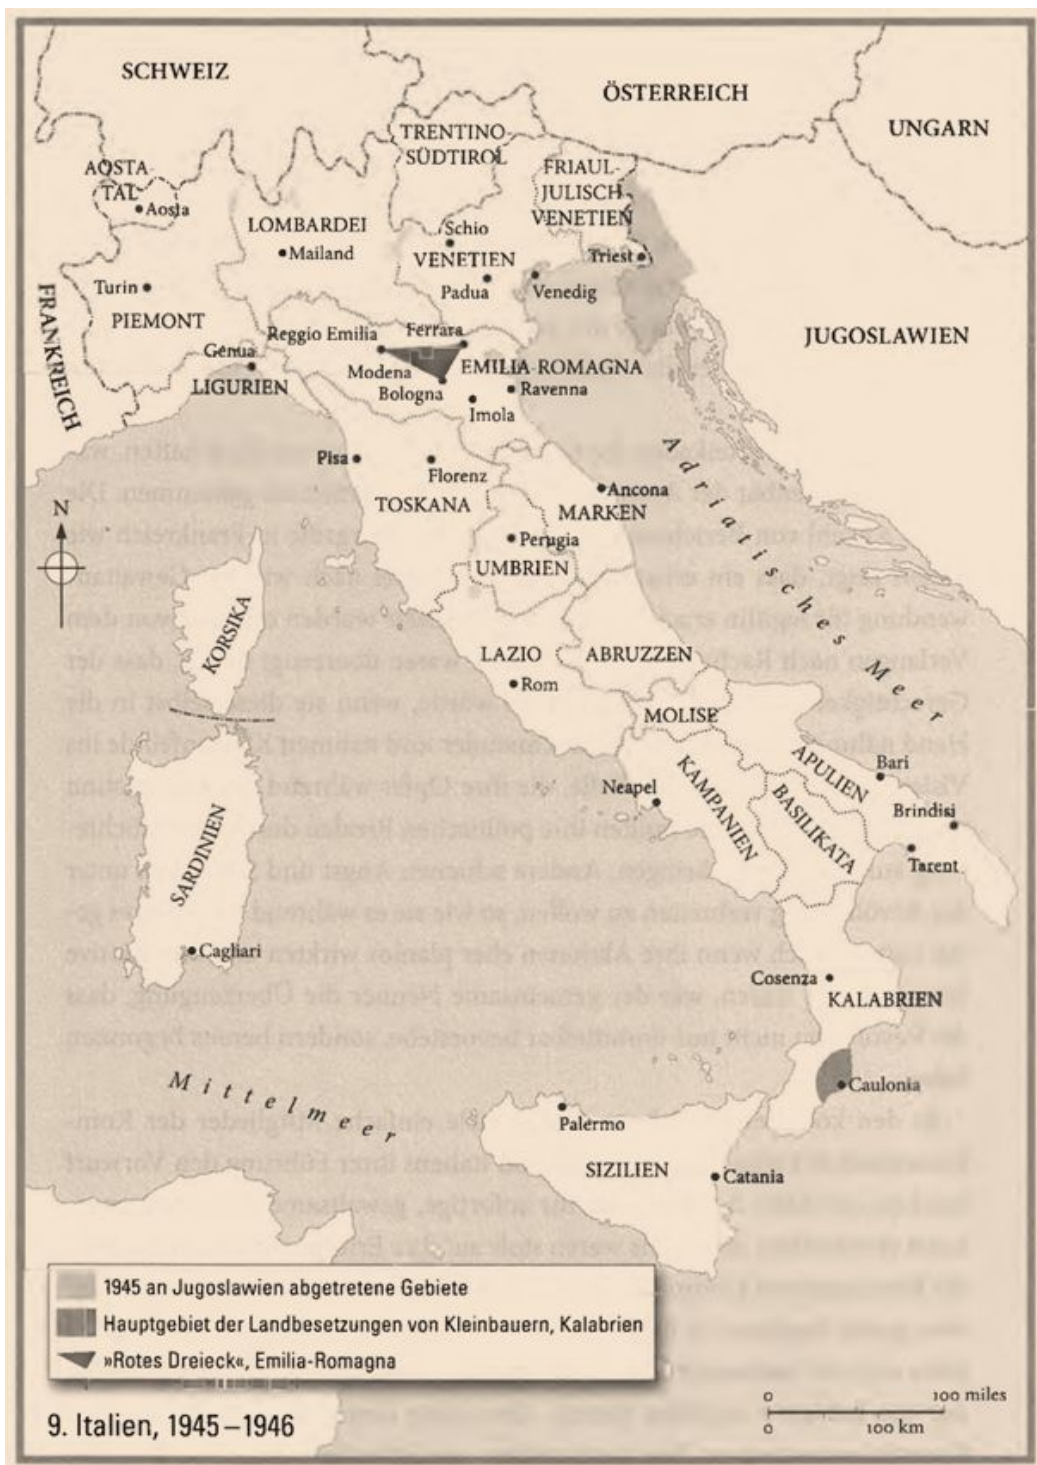 SCHWEIZ
ÖSTERREICH
UNGARN
TRENTINO
SÜDTIROL
AOSTA
TAL
Aosta
FRIAUL-
JULISCH
VENETIEN
LOMBARDEI
Mailand
Schio
VENETIEN
Triest
Padua
Venedig
Turin
PIEMONT
FRANKREICH
JUGOSLAWIEN
Reggio Emilia
Ferrara
Genua
LIGURIEN
Modena
EMILIA-ROMAGNA
Bologna
Ravenna
Imola
Pisa
Florenz
TOSKANA
Ancona
MARKEN
Adriatisches Meer
N
Perugia
UMBRIEN
KORSIKA
LAZIO
ABRUZZEN
Rom
MOLISE
APULIEN
Bari
Neapel
KAMPANIEN
BASILIKATA
Brindisi
Tarent
SARDINIEN
Cagliari
Cosenza
KALABRIEN
Caulonia
Mittelmeer
Palermo
SIZILIEN
Catania
1945 an Jugoslawien abgetretene Gebiete
Hauptgebiet der Landbesetzungen von Kleinbauern, Kalabrien
»Rotes Dreieck«, Emilia-Romagna
9. Italien, 1945–1946
0 100 miles
0 100 km